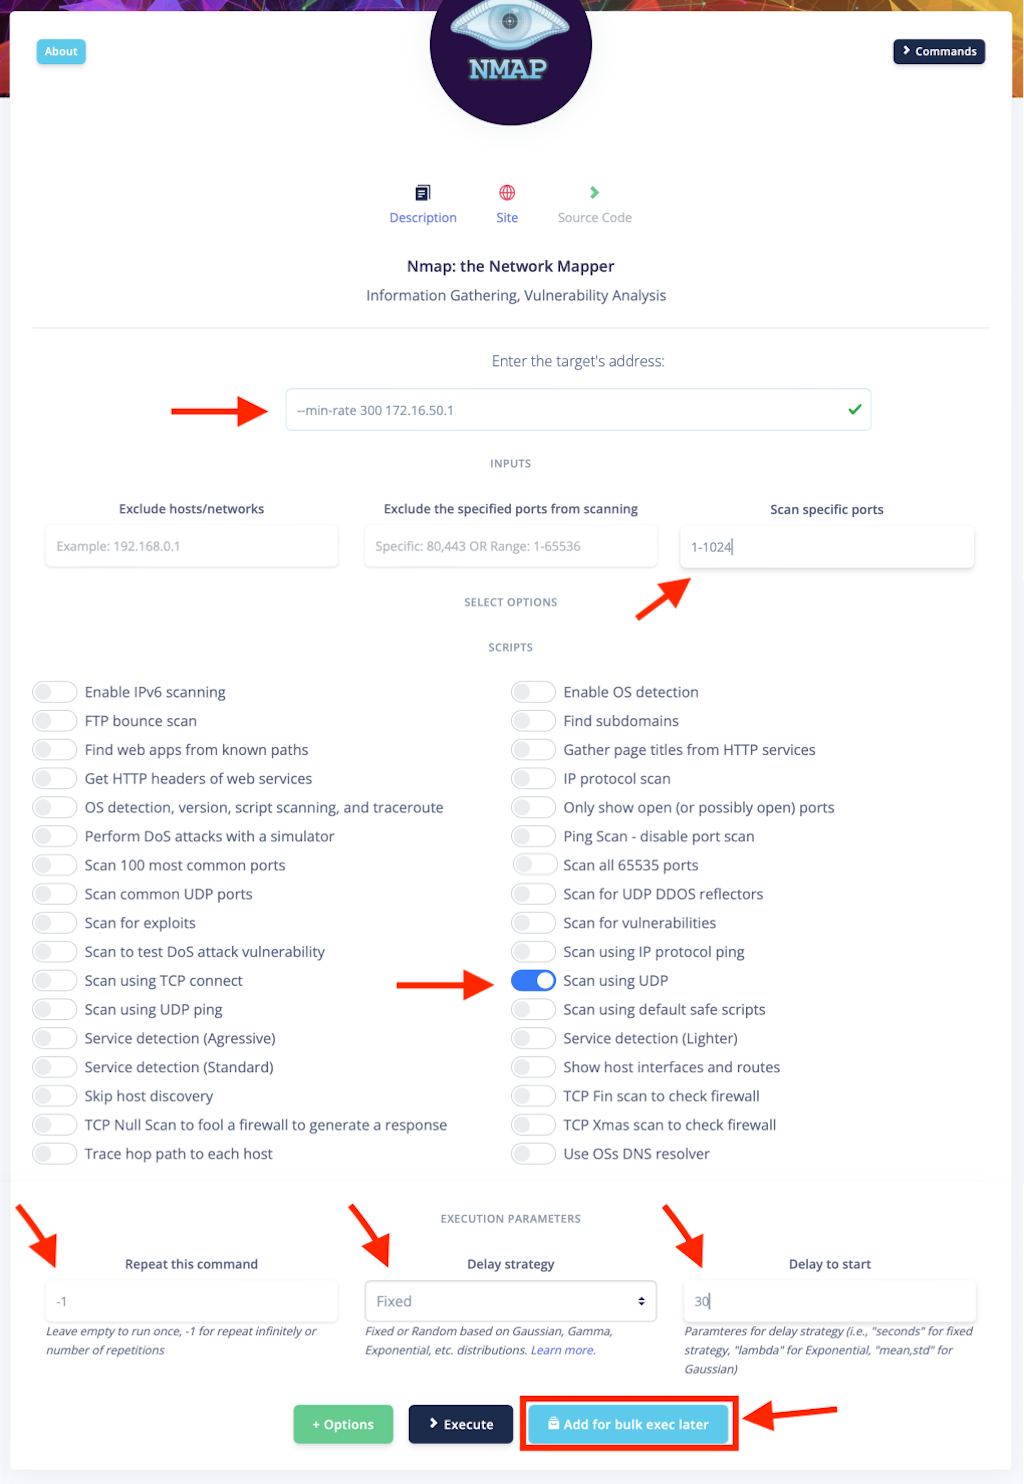 About
Commands
NMAP
Description
Site
Source Code
Nmap: the Network Mapper
Information Gathering, Vulnerability Analysis
Enter the target's address:
--min-rate 300 172.16.50.1
INPUTS
Exclude hosts/networks
Exclude the specified ports from scanning
Scan specific ports
Example: 192.168.0.1
Specific: 80,443 OR Range: 1-65536
1-1024
SELECT OPTIONS
SCRIPTS
Enable IPv6 scanning
Enable OS detection
FTP bounce scan
Find subdomains
Find web apps from known paths
Gather page titles from HTTP services
Get HTTP headers of web services
IP protocol scan
OS detection, version, script scanning, and traceroute
Only show open (or possibly open) ports
Perform DoS attacks with a simulator
Ping Scan - disable port scan
Scan 100 most common ports
Scan all 65535 ports
Scan common UDP ports
Scan for UDP DDOS reflectors
Scan for exploits
Scan for vulnerabilities
Scan to test DoS attack vulnerability
Scan using IP protocol ping
Scan using TCP connect
Scan using UDP
Scan using UDP ping
Scan using default safe scripts
Service detection (Agressive)
Service detection (Lighter)
Service detection (Standard)
Show host interfaces and routes
Skip host discovery
TCP Fin scan to check firewall
TCP Null Scan to fool a firewall to generate a response
TCP Xmas scan to check firewall
Trace hop path to each host
Use OSs DNS resolver
EXECUTION PARAMETERS
Repeat this command
Delay strategy
Delay to start
-1
Fixed
30
Leave empty to run once, -1 for repeat infinitely or
number of repetitions
Fixed or Random based on Gaussian, Gamma,
Exponential, etc. distributions. Learn more.
Paramteres for delay strategy (i.e., "seconds" for fixed
strategy, "lambda" for Exponential, "mean,std" for
Gaussian)
+ Options
Execute
Add for bulk exec later